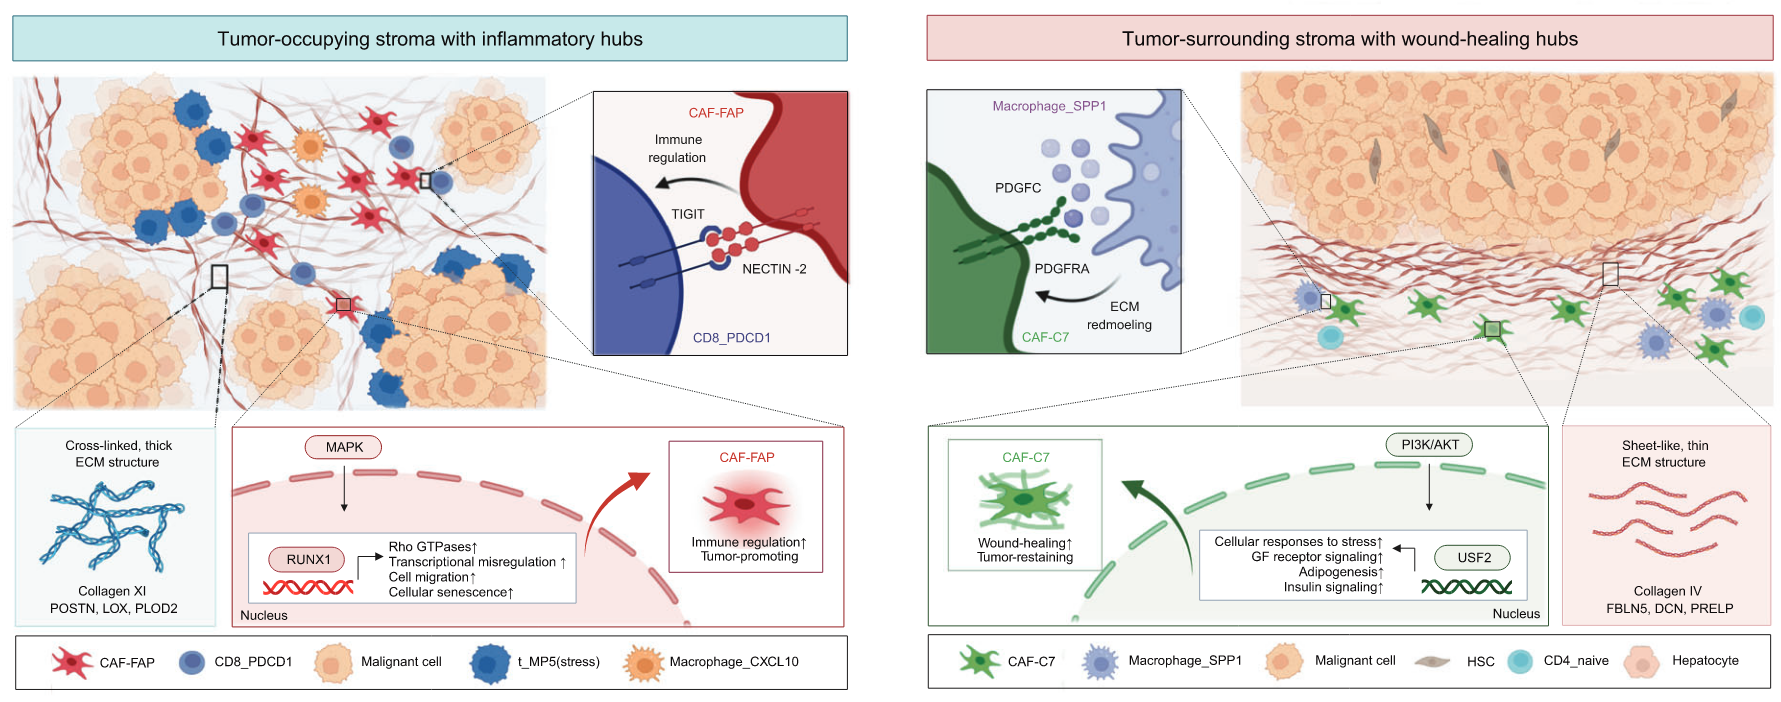 Tumor-occupying stroma with inflammatory hubs
CAF-FAP
Immune
regulation
TIGIT
NECTIN -2
CD8_PDCD1
Cross-linked, thick
ECM structure
Collagen XI
POSTN, LOX, PLOD2
MAPK
RUNX1
Rho GTPases↑
Transcriptional misregulation ↑
Cell migration↑
Cellular senescence↑
Nucleus
CAF-FAP
Immune regulation↑
Tumor-promoting
CAF-FAP
CD8_PDCD1
Malignant cell
t_MP5(stress)
Macrophage_CXCL10
Tumor-surrounding stroma with wound-healing hubs
Macrophage_SPP1
PDGFC
PDGFRA
ECM
redmoeling
CAF-C7
CAF-C7
Wound-healing↑
Tumor-restaining
PI3K/AKT
Cellular responses to stress↑
GF receptor signaling↑
Adipogenesis↑
Insulin signaling↑
USF2
Nucleus
Sheet-like, thin
ECM structure
Collagen IV
FBLN5, DCN, PRELP
CAF-C7
Macrophage_SPP1
Malignant cell
HSC
CD4_naive
Hepatocyte